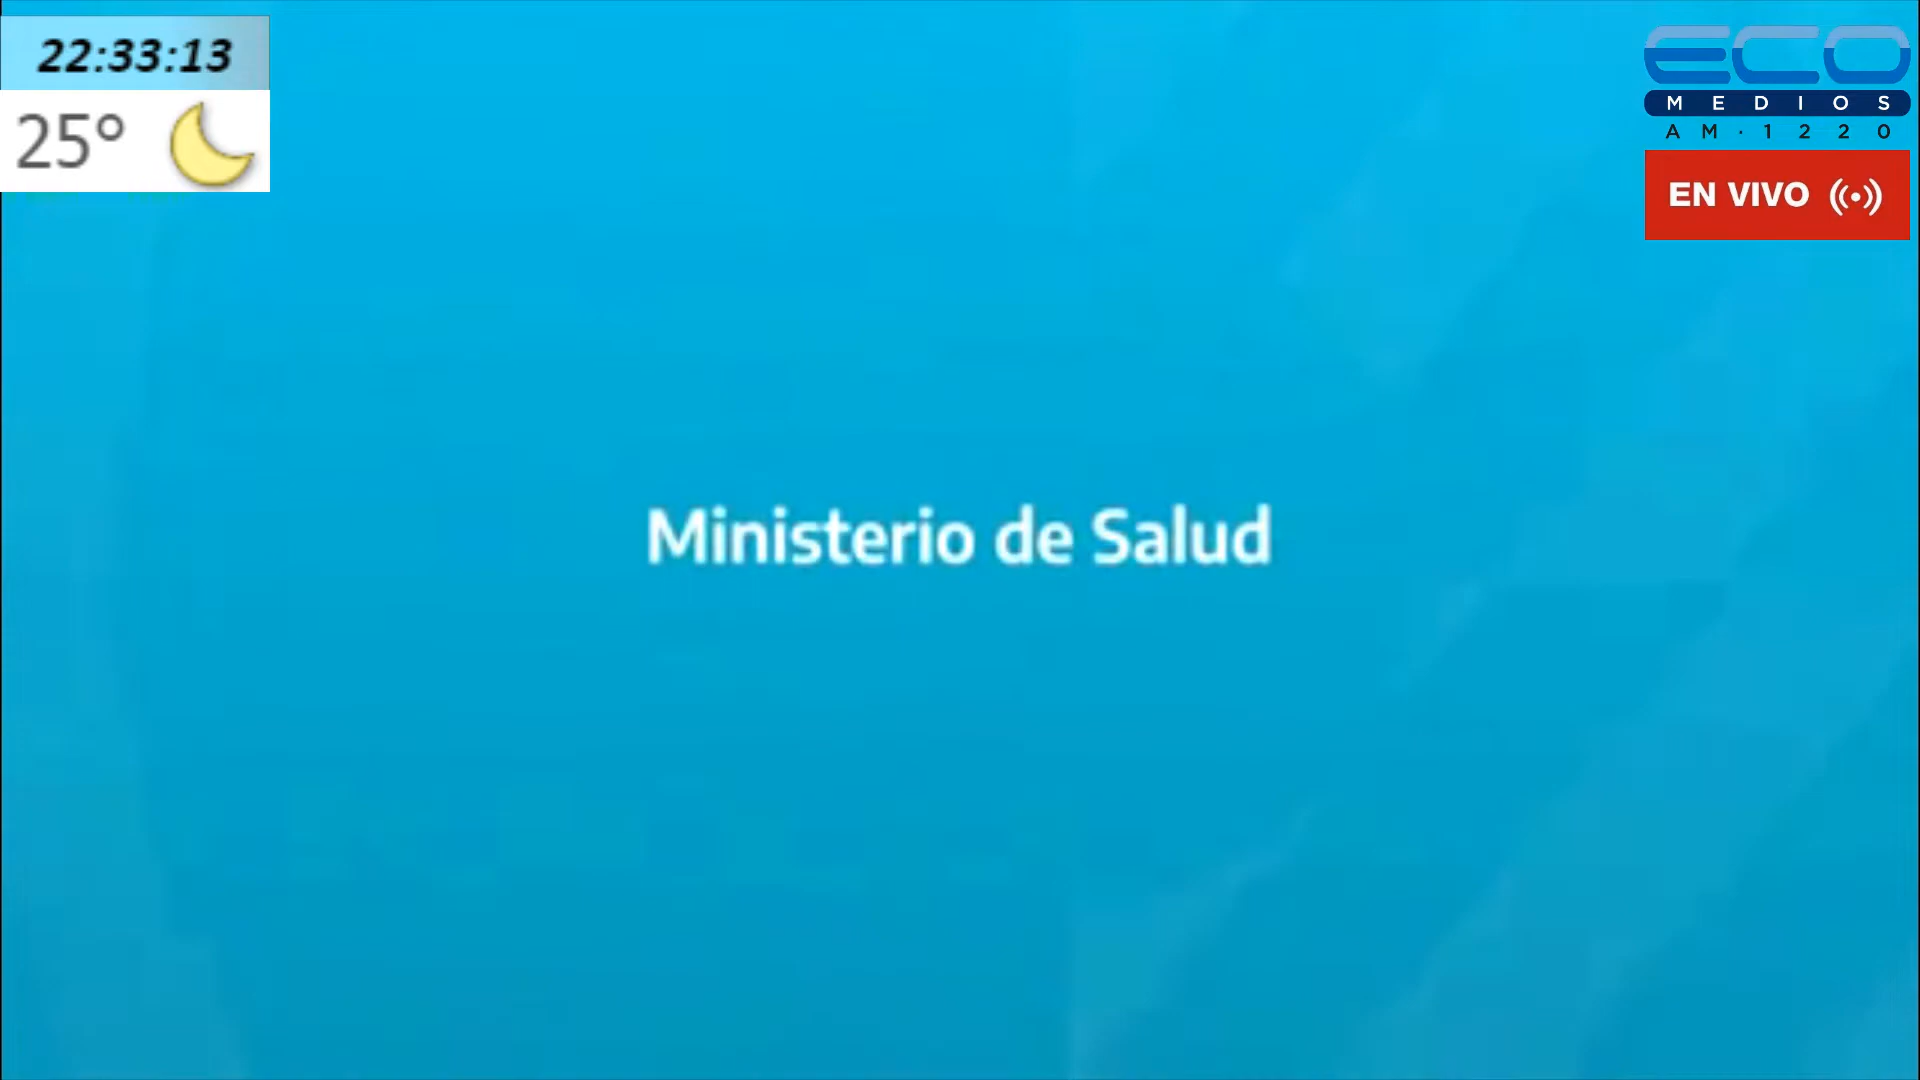 22:33:13
25°
ECO
MEDIOS
AM·1220
EN VIVO
Ministerio de Salud